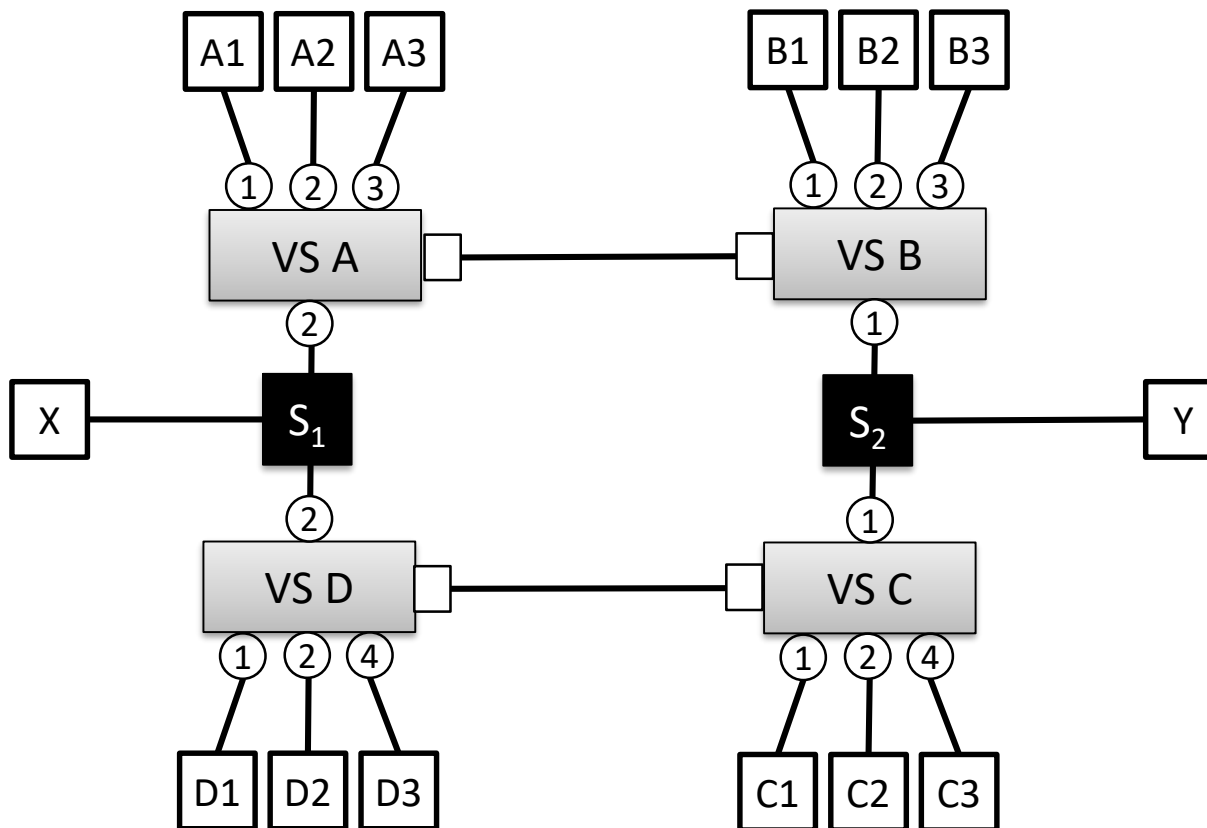 A1 A2 A3 B1 B2 B3
1 2 3 1 2 3
VS A VS B
2 1
X S₁ S₂ Y
2 1
VS D VS C
1 2 4 1 2 4
D1 D2 D3 C1 C2 C3